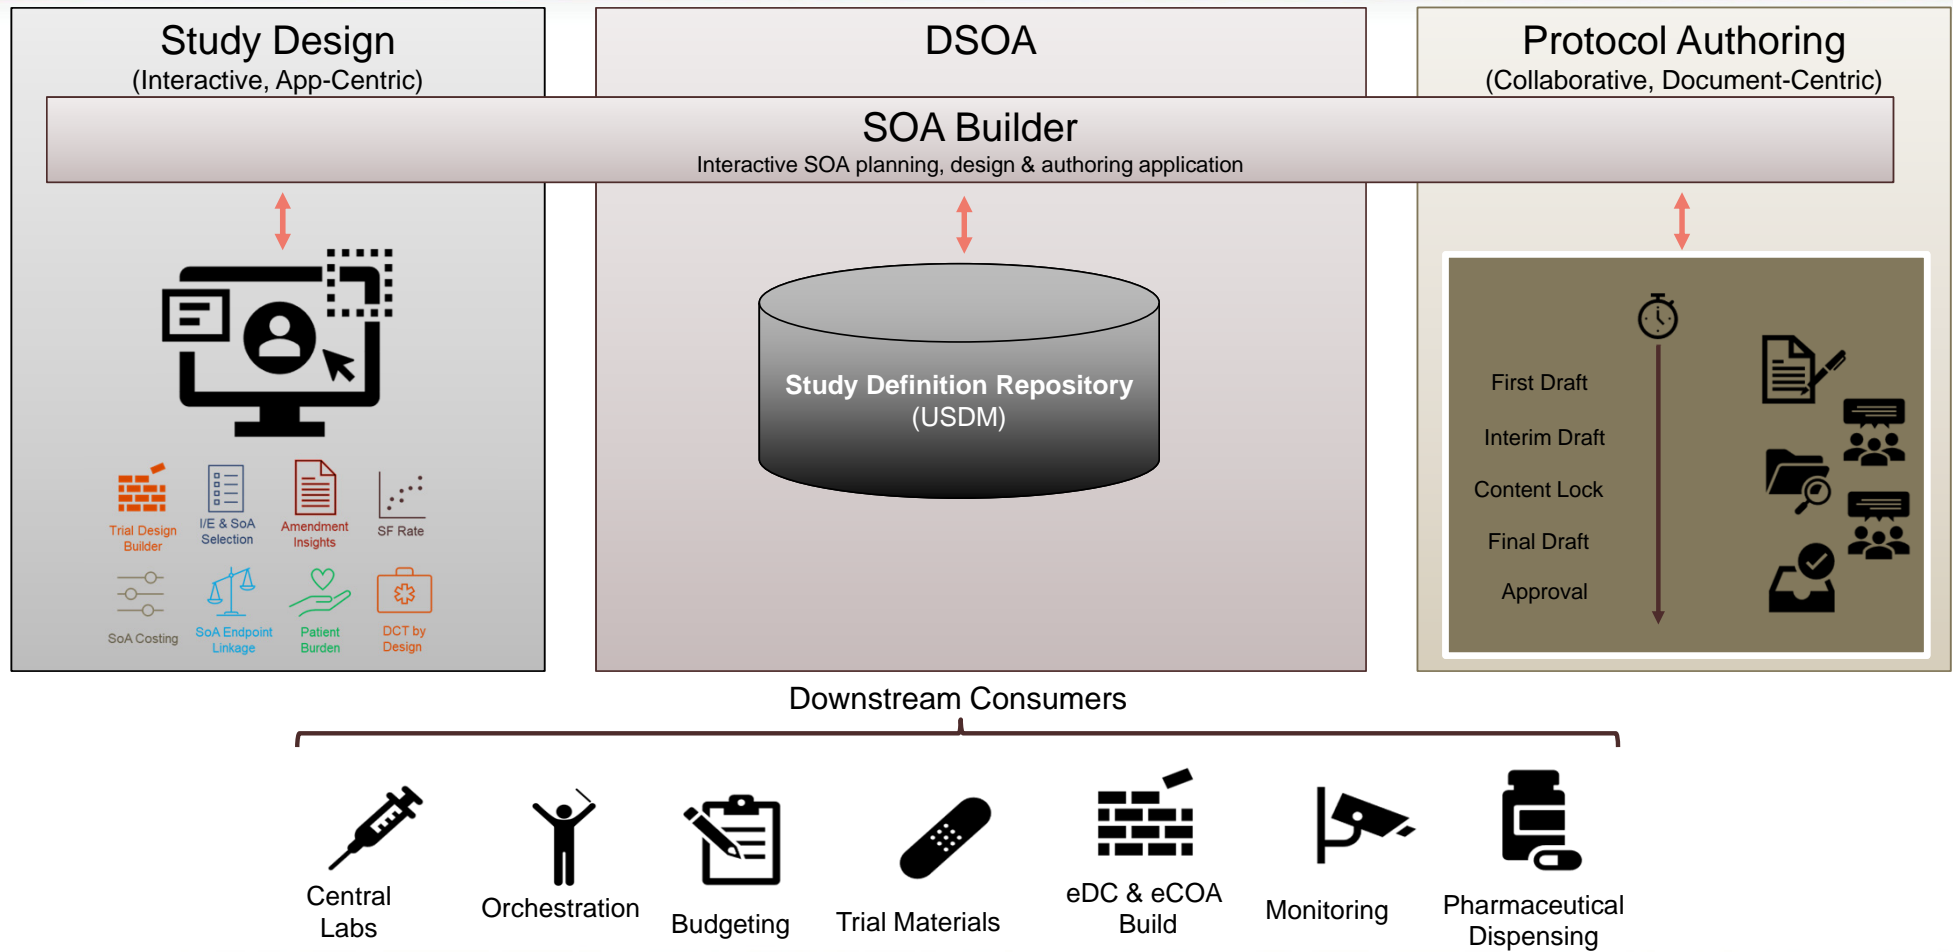 Study Design
(Interactive, App-Centric)
DSOA
Protocol Authoring
(Collaborative, Document-Centric)
SOA Builder
Interactive SOA planning, design & authoring application
Study Definition Repository
(USDM)
First Draft
Interim Draft
Content Lock
Final Draft
Approval
Trial Design
Builder
I/E & SoA
Selection
Amendment
Insights
SF Rate
SoA Costing
SoA Endpoint
Linkage
Patient
Burden
DCT by
Design
Downstream Consumers
Central
Labs
Orchestration
Budgeting
Trial Materials
eDC & eCOA
Build
Monitoring
Pharmaceutical
Dispensing